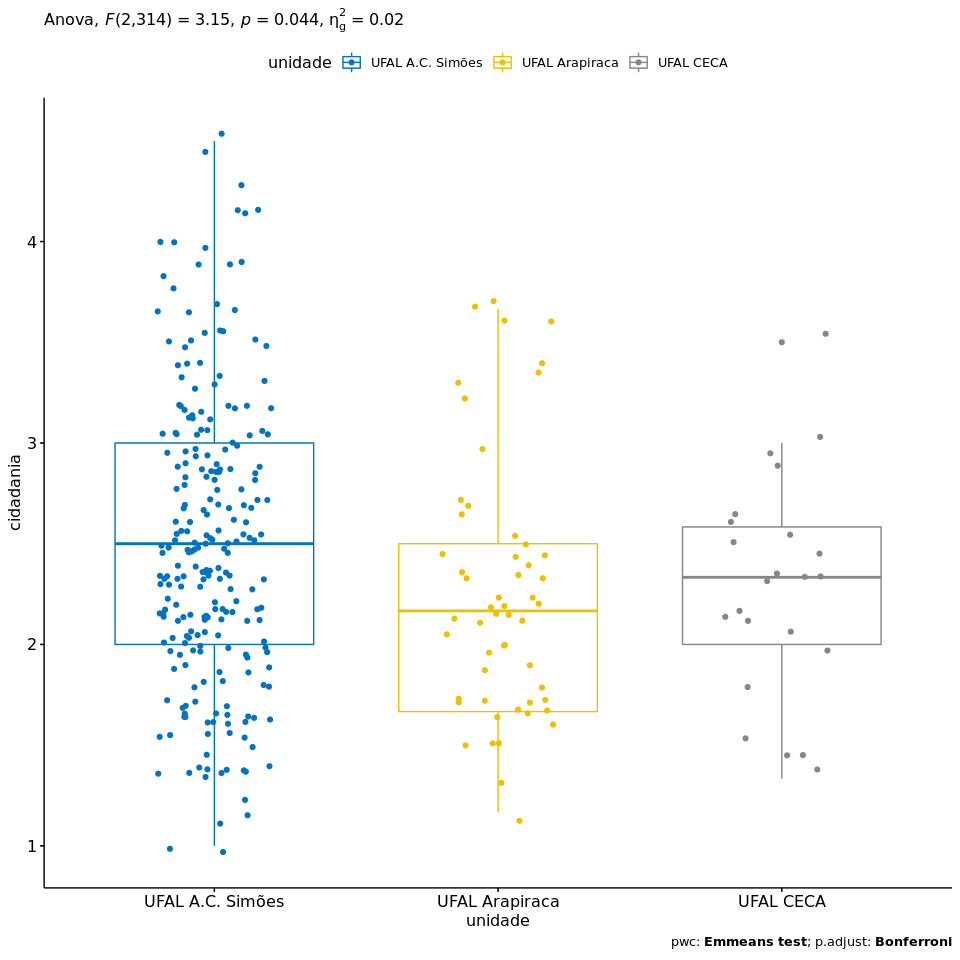 Anova, F(2,314) = 3.15, p = 0.044, η²g = 0.02
unidade UFAL A.C. Simões UFAL Arapiraca UFAL CECA
cidadania
4
3
2
1
UFAL A.C. Simões UFAL Arapiraca UFAL CECA
unidade
pwc: Emmeans test; p.adjust: Bonferroni